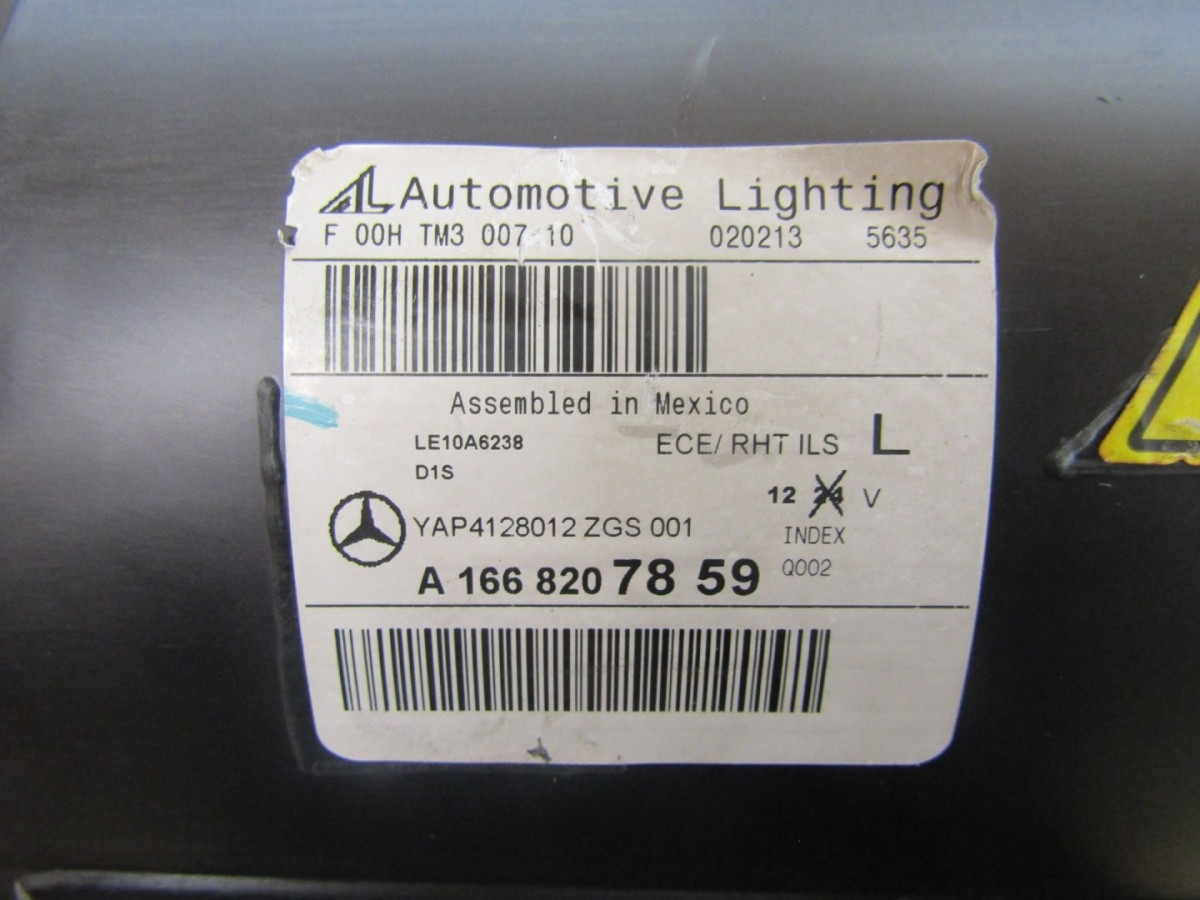 AL Automotive Lighting
F 00H TM3 007 10 020213 5635
Assembled in Mexico
LE10A6238 ECE/ RHT ILS L
D1S
12 24 V
YAP4128012 ZGS 001 INDEX
A 166 820 78 59 Q002